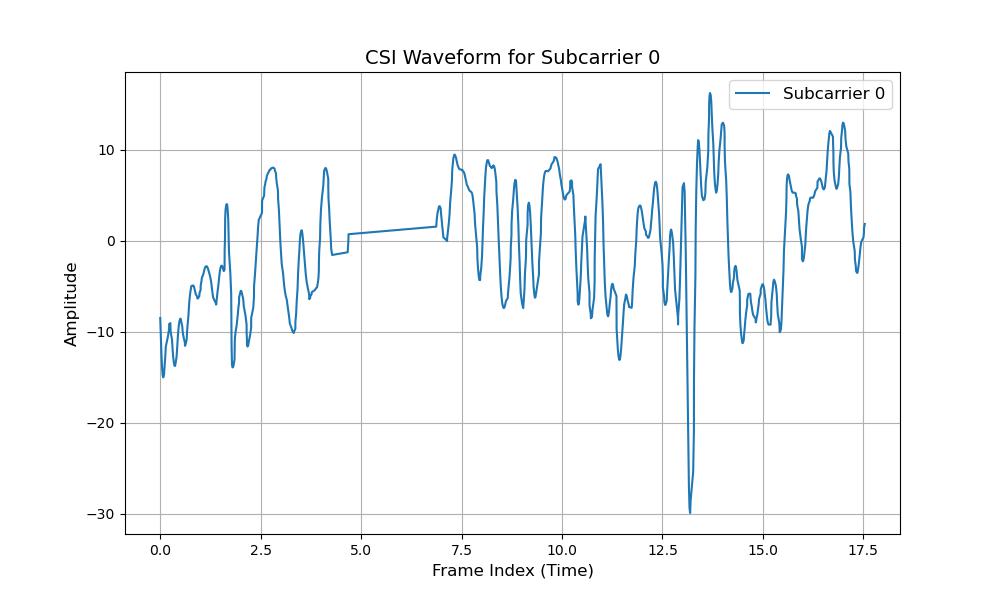 CSI Waveform for Subcarrier 0
Subcarrier 0
Amplitude
10
0
−10
−20
−30
0.0 2.5 5.0 7.5 10.0 12.5 15.0 17.5
Frame Index (Time)